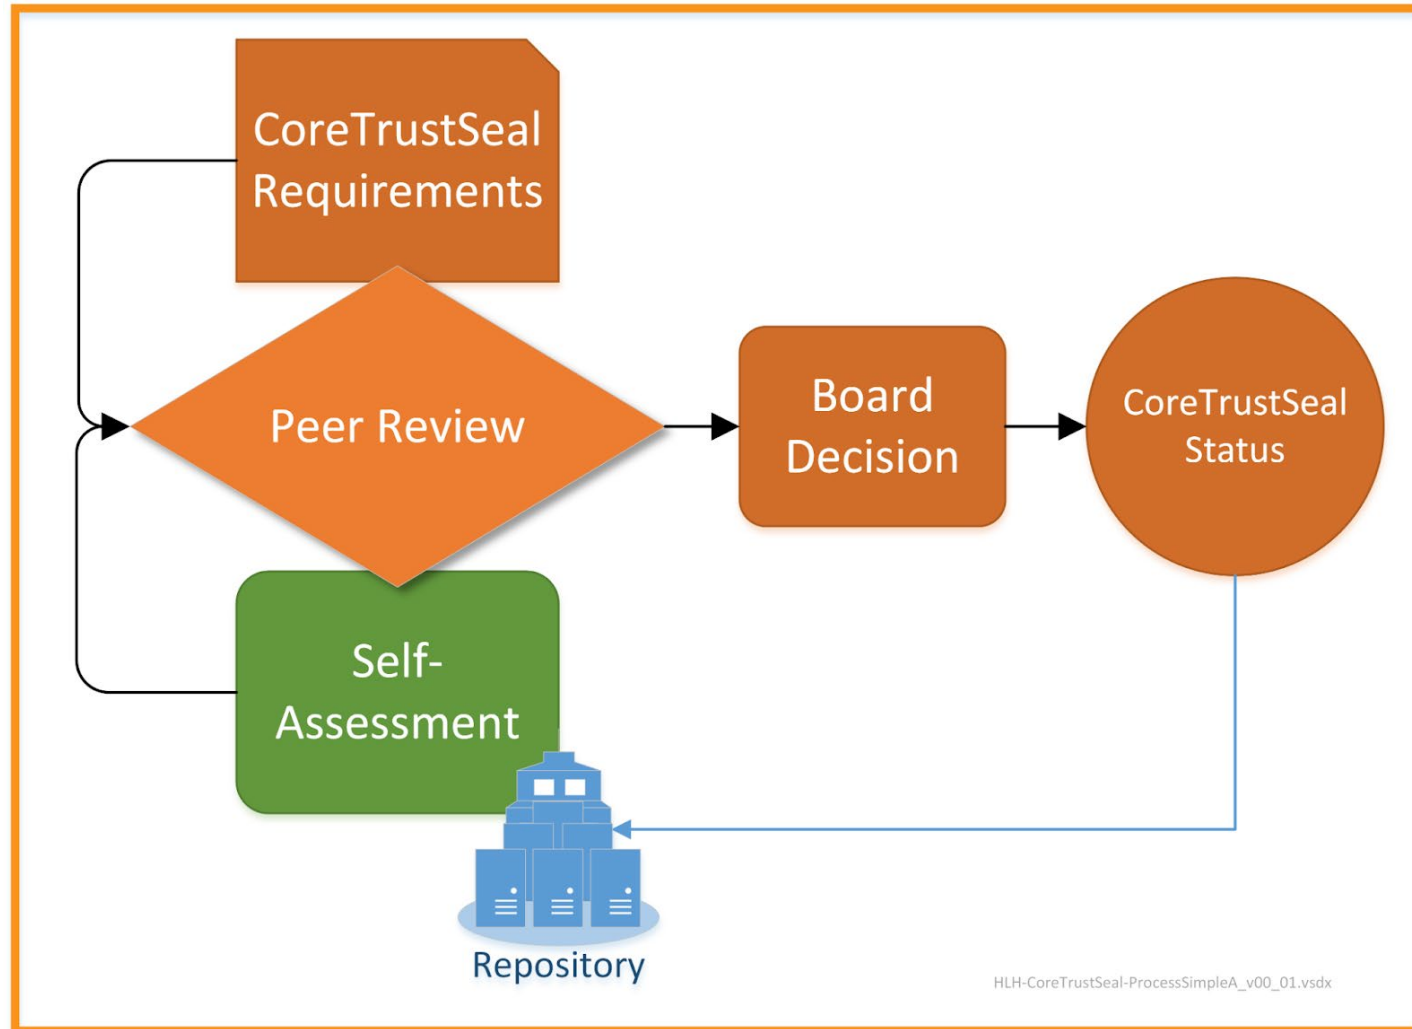 CoreTrustSeal
Requirements
Peer Review
Board
Decision
CoreTrustSeal
Status
Self-
Assessment
Repository
HLH-CoreTrustSeal-ProcessSimpleA_v00_01.vsdx